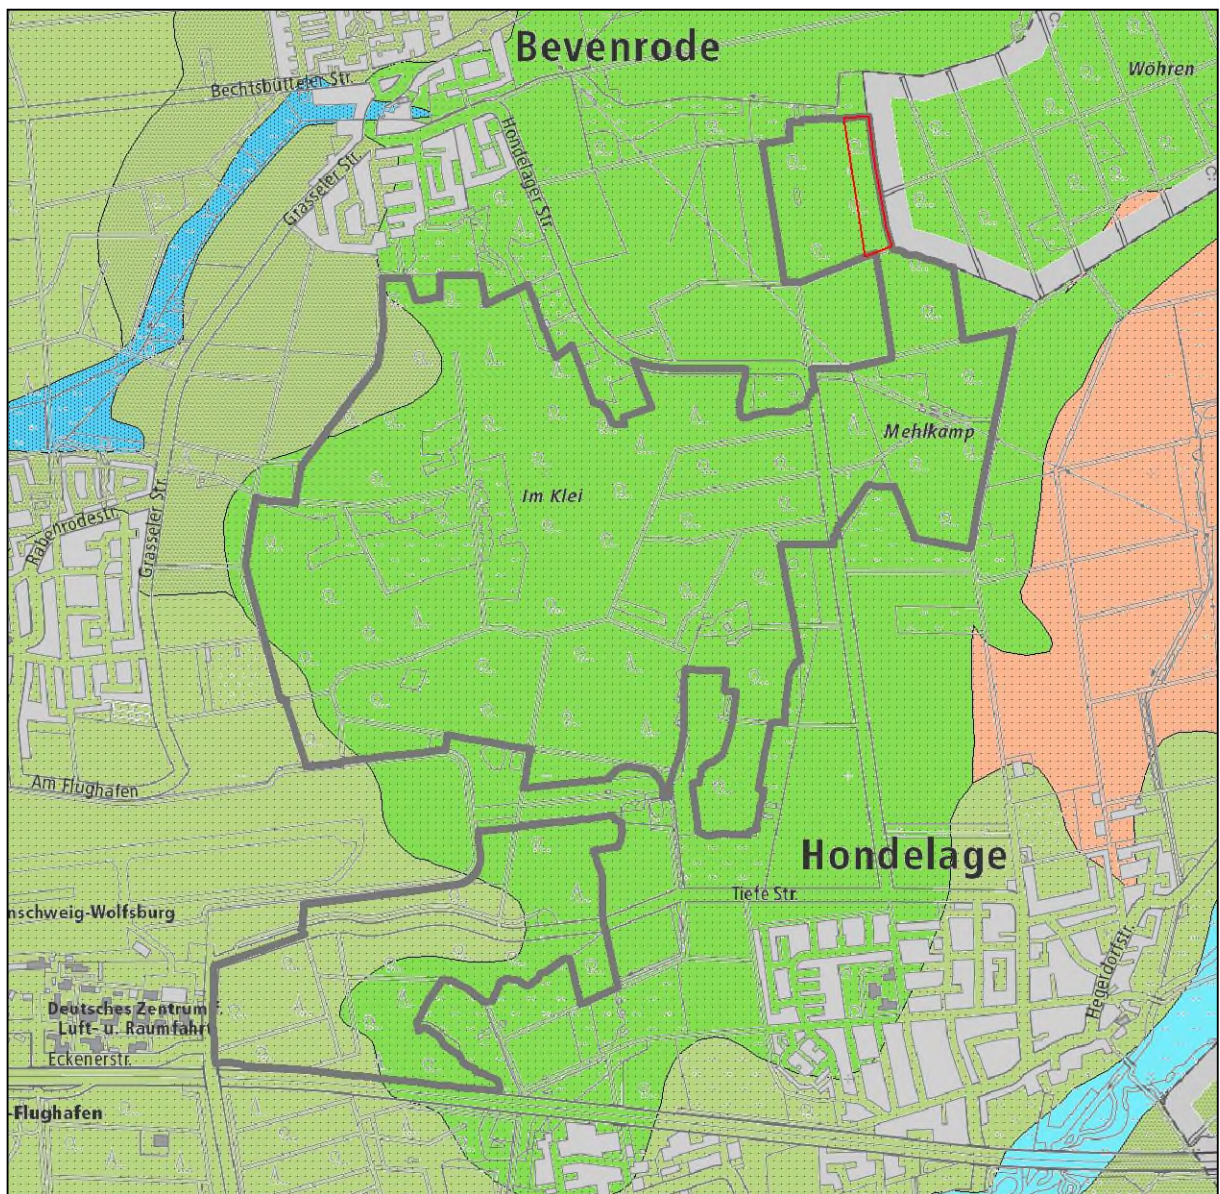 Bevenrode
Wöhren
Bechtsbütteler Str.
Hondelager Str.
Grasseler Str.
Mehlkamp
Im Klei
Rabenrodestr.
Grasseler Str.
Am Flughafen
Hondelage
Tiefe Str.
nschweig-Wolfsburg
Hegerdorfstr.
Deutsches Zentrum f.
Luft- u. Raumfahrt
Eckenerstr.
-Flughafen